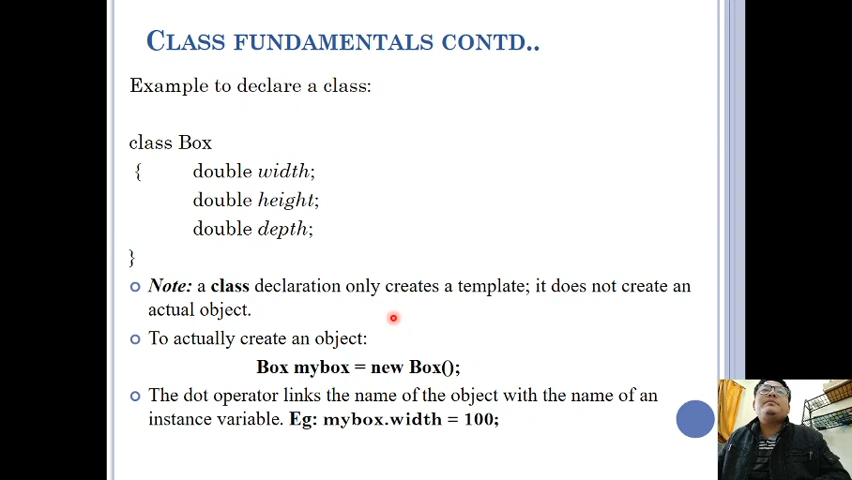 CLASS FUNDAMENTALS CONTD..
Example to declare a class:
class Box
{ double width;
double height;
double depth;
}
Note: a class declaration only creates a template; it does not create an
actual object.
To actually create an object:
Box mybox = new Box();
The dot operator links the name of the object with the name of an
instance variable. Eg: mybox.width = 100;